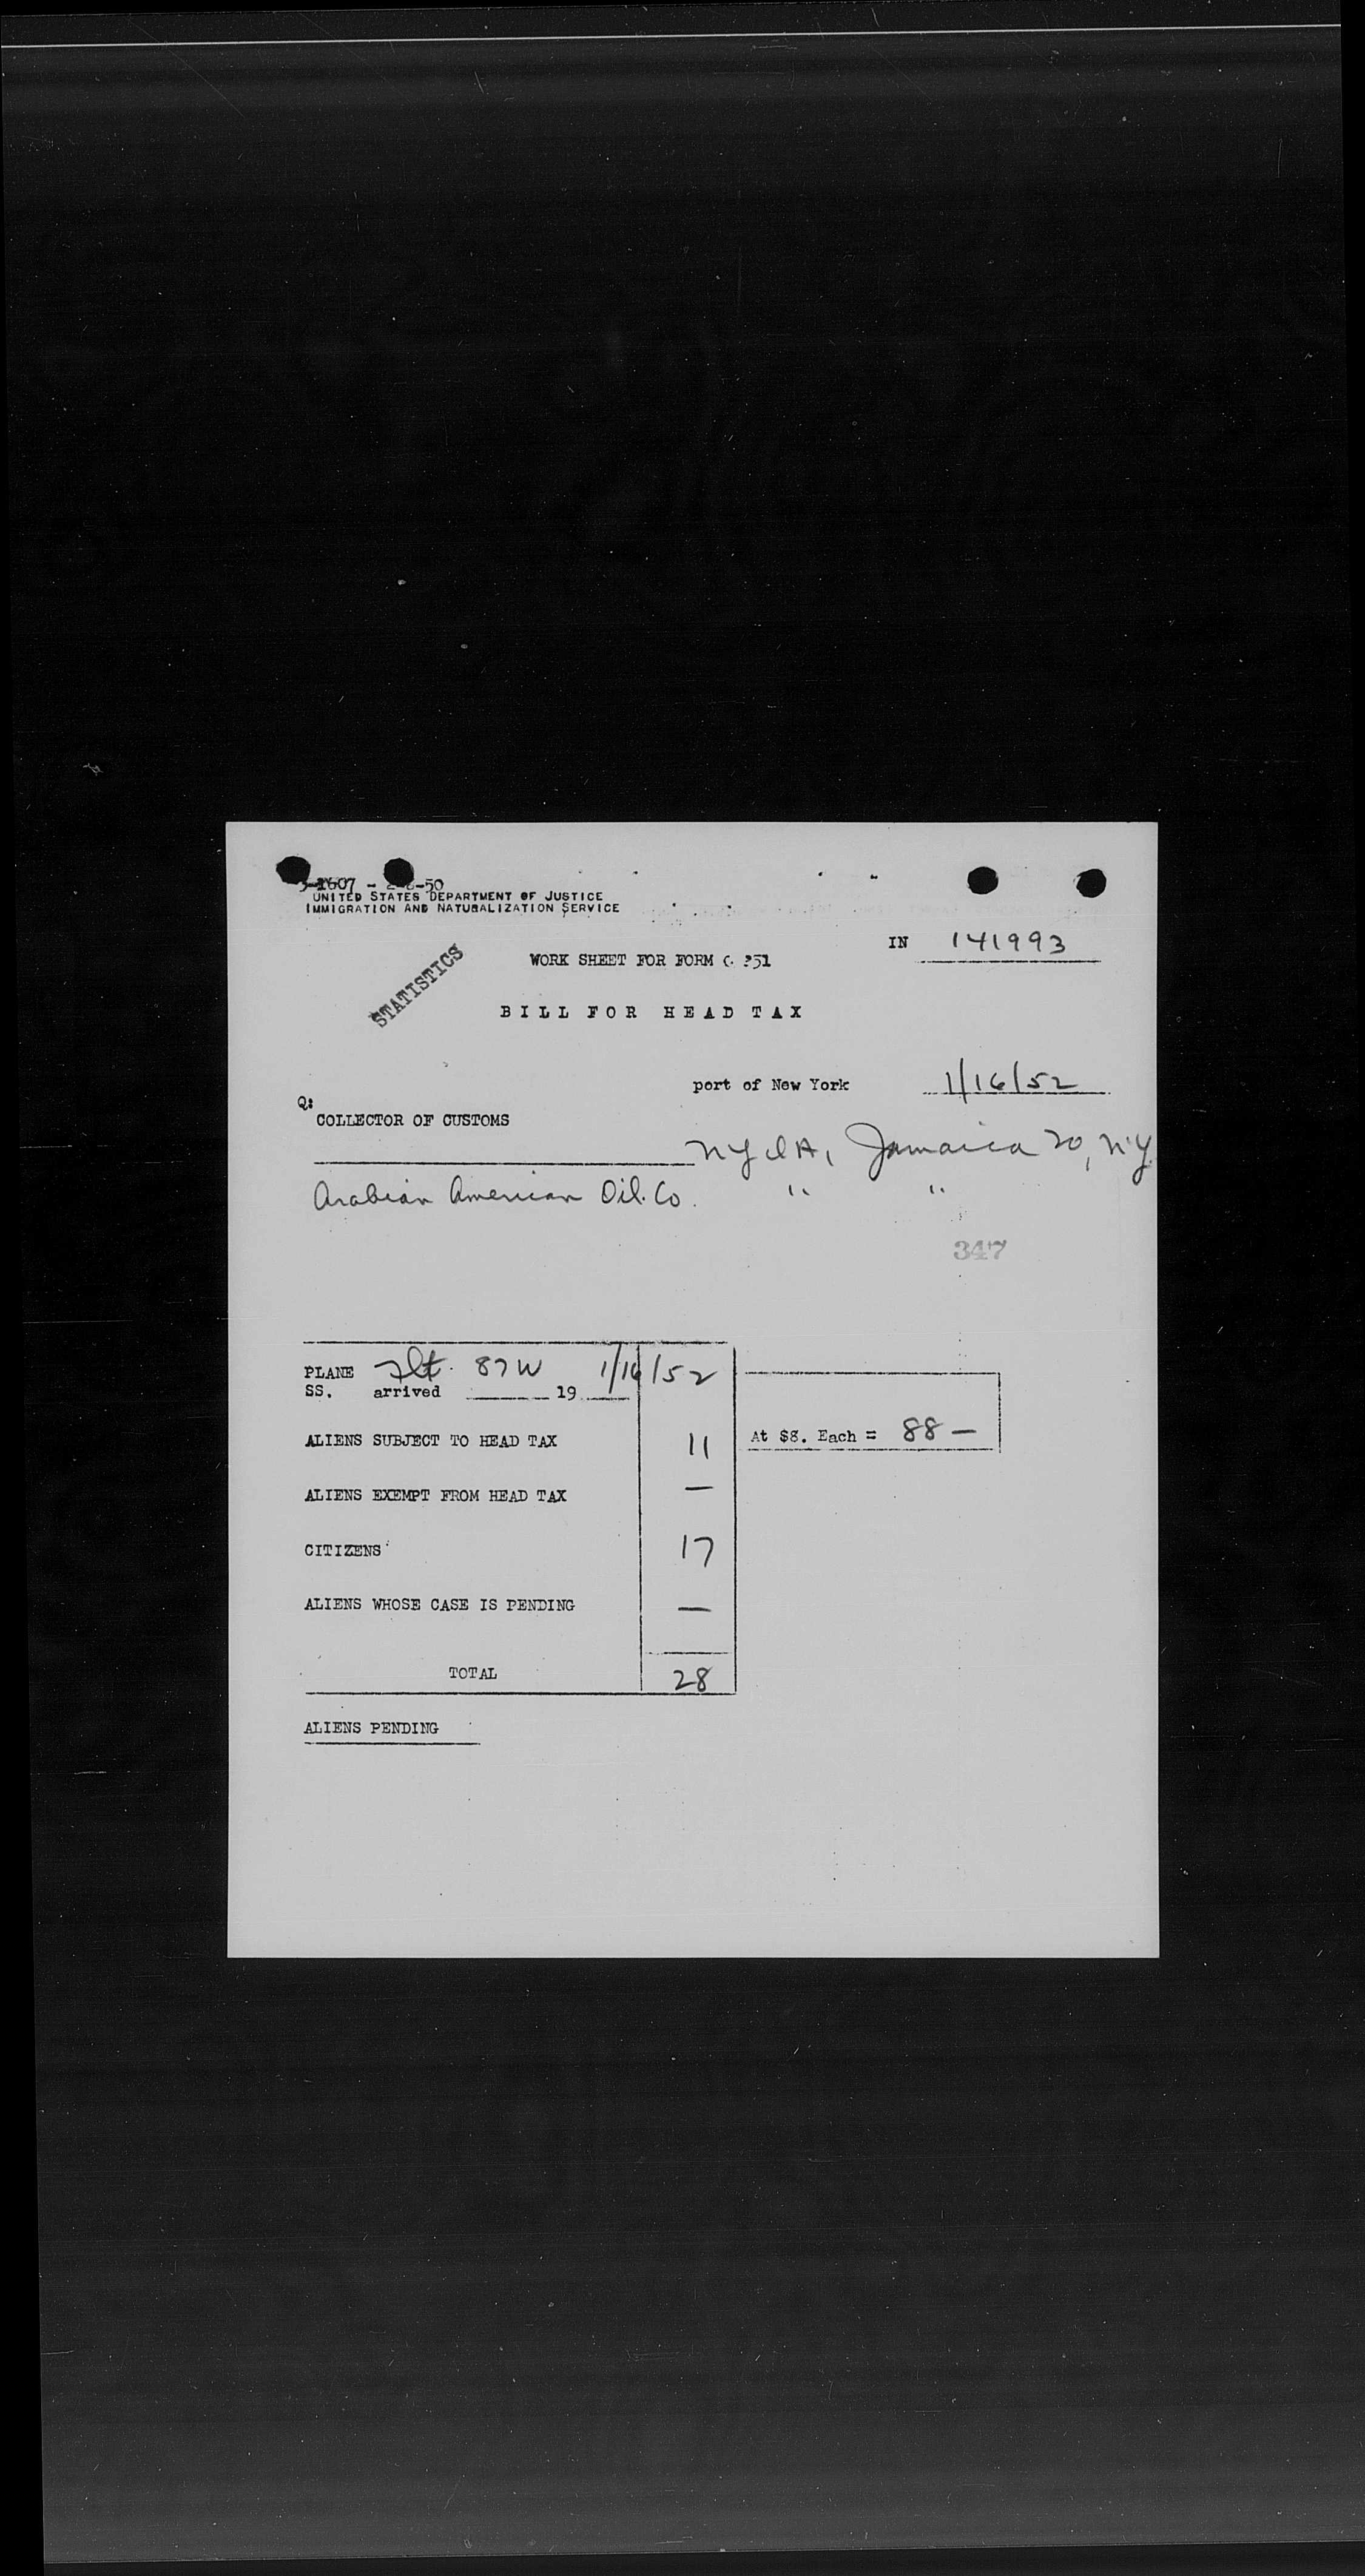 -1607 - -50
UNITED STATES DEPARTMENT OF JUSTICE
IMMIGRATION AND NATURALIZATION SERVICE
IN 141993
STATISTICS
WORK SHEET FOR FORM 351
BILL FOR HEAD TAX
port of New York 1/16/52
Q:
COLLECTOR OF CUSTOMS
NYIA, Jamaica 20, N.Y.
Arabian American Oil. Co. " "
347
PLANE Flt. 87W 1/16/52
SS. arrived 19
ALIENS SUBJECT TO HEAD TAX 11 At $8. Each = 88 —
ALIENS EXEMPT FROM HEAD TAX —
CITIZENS 17
ALIENS WHOSE CASE IS PENDING —
TOTAL 28
ALIENS PENDING